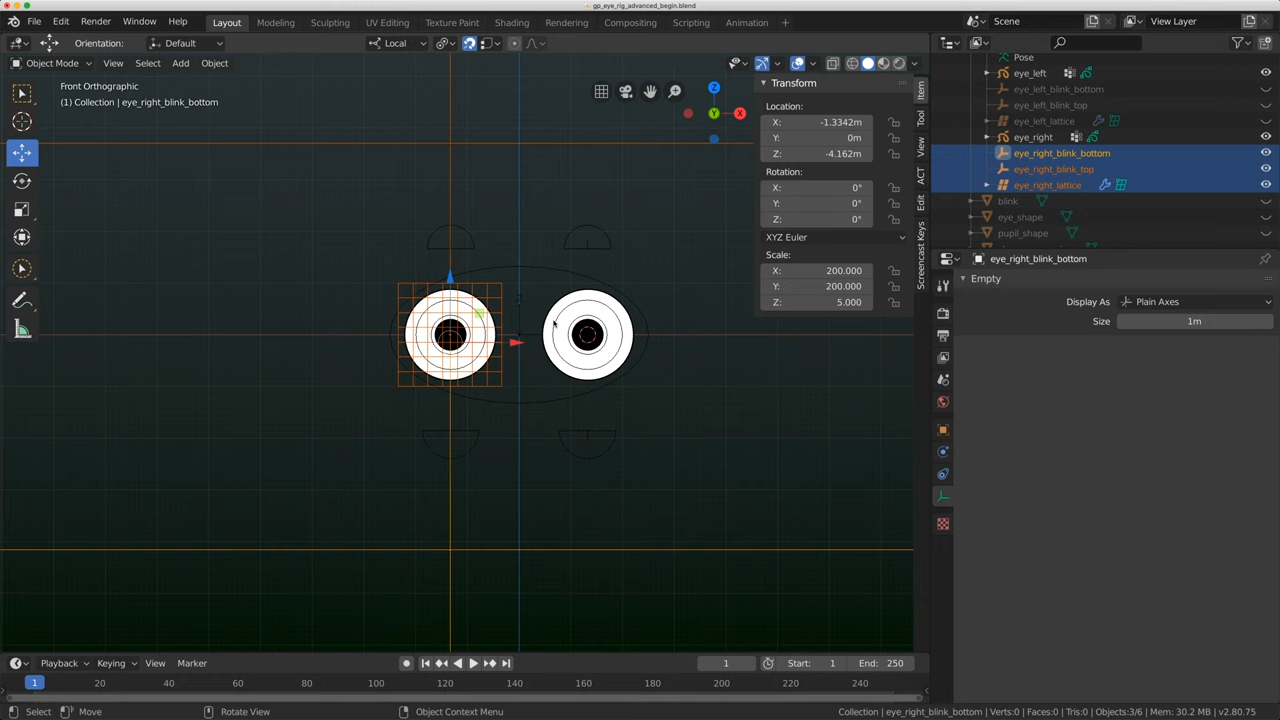 gp_eye_rig_advanced_begin.blend
File Edit Render Window Help Layout Modeling Sculpting UV Editing Texture Paint Shading Animation Rendering Compositing Scripting Animation + Scene View Layer
Orientation: Default Local
Object Mode View Select Add Object
Front Orthographic
(1) Collection | eye_right_blink_bottom
Z
Y
X
Transform
Location:
X: -1.3342m
Y: 0m
Z: -4.162m
Rotation:
X: 0°
Y: 0°
Z: 0°
XYZ Euler
Scale:
X: 200.000
Y: 200.000
Z: 5.000
Item
Tool
View
ACT
Edit
Screencast Keys
Pose
eye_left
eye_left_blink_bottom
eye_left_blink_top
eye_left_lattice
eye_right
eye_right_blink_bottom
eye_right_blink_top
eye_right_lattice
blink
eye_shape
pupil_shape
eye_right_blink_bottom
Empty
Display As Plain Axes
Size 1m
Playback Keying View Marker 1 Start: 1 End: 250
1 20 40 60 80 100 120 140 160 180 200 220 240
Select Move Rotate View Object Context Menu Collection | eye_right_blink_bottom | Verts:0 | Faces:0 | Tris:0 | Objects:3/6 | Mem: 30.2 MB | v2.80.75